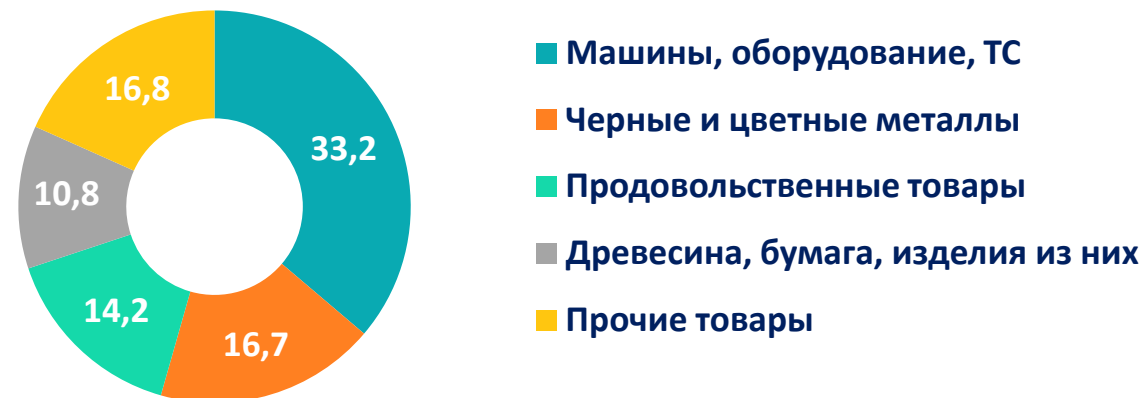 16,8
33,2
10,8
14,2
16,7
Машины, оборудование, ТС
Черные и цветные металлы
Продовольственные товары
Древесина, бумага, изделия из них
Прочие товары